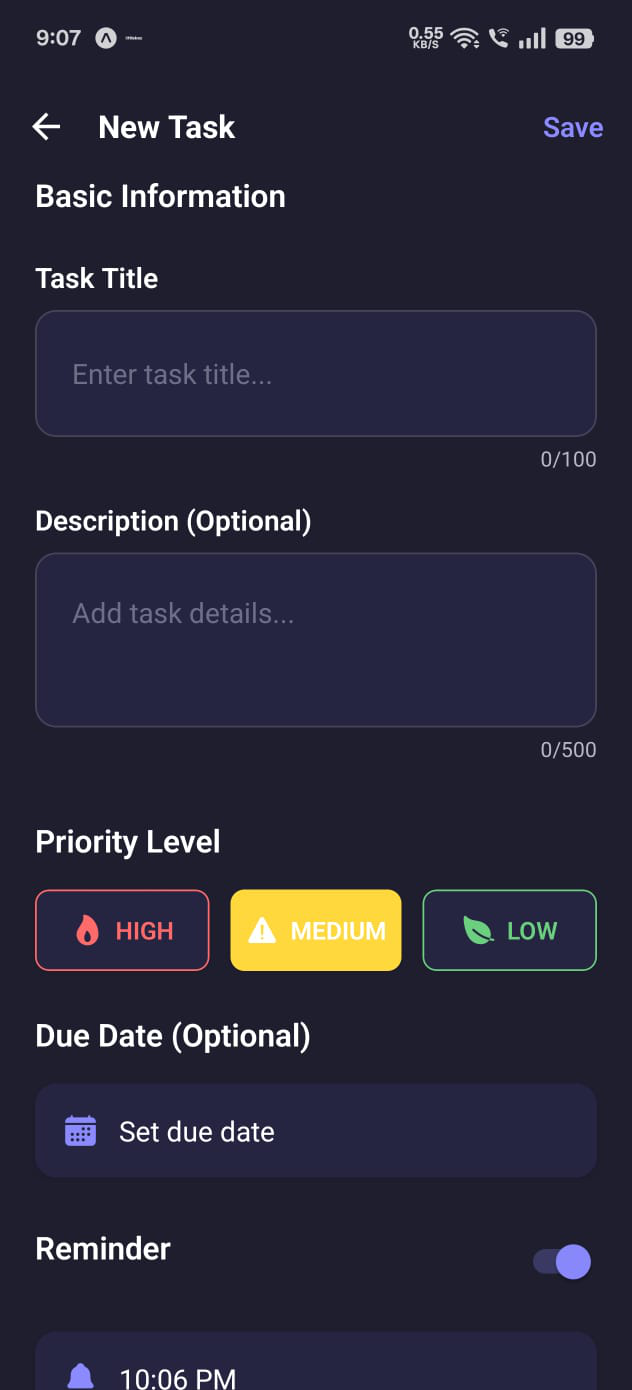 9:07
0.55
KB/S
99
New Task
Save
Basic Information
Task Title
Enter task title...
0/100
Description (Optional)
Add task details...
0/500
Priority Level
HIGH
MEDIUM
LOW
Due Date (Optional)
Set due date
Reminder
10:06 PM